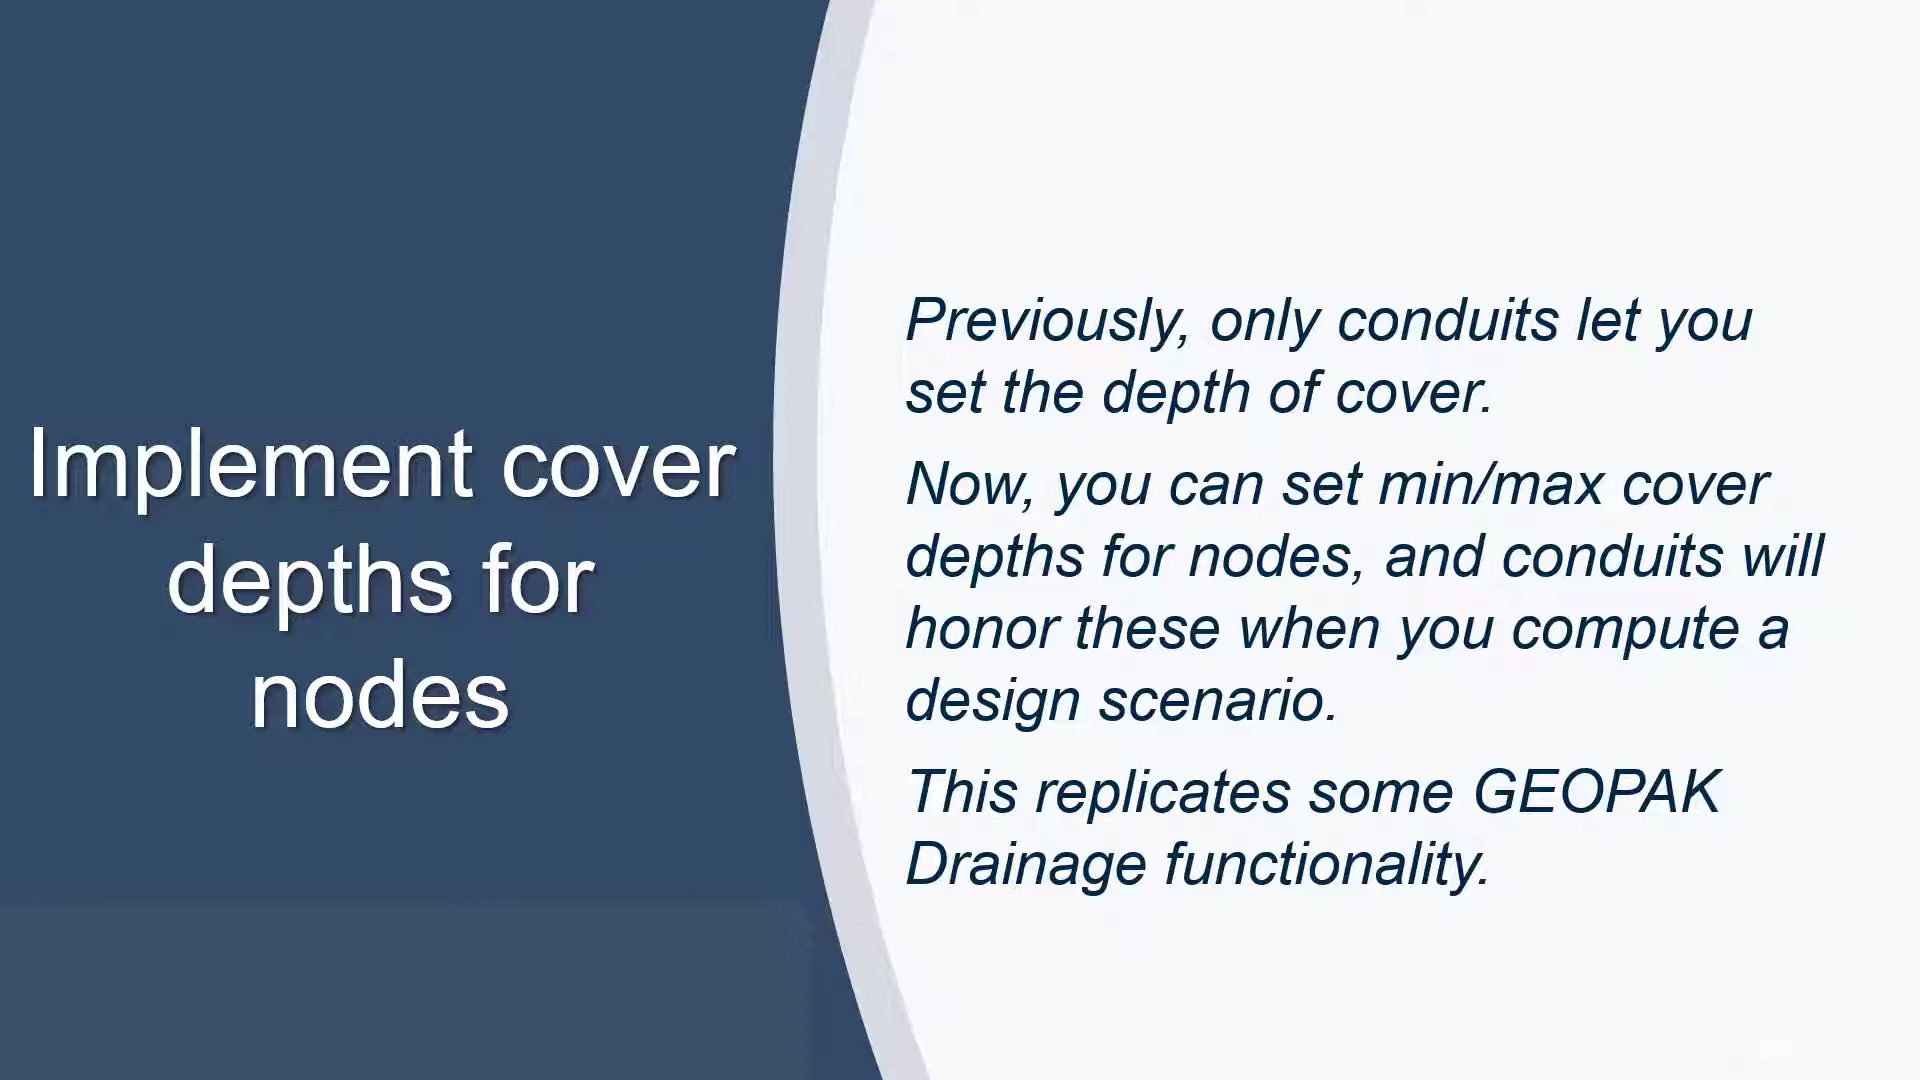 Implement cover
depths for
nodes
Previously, only conduits let you
set the depth of cover.
Now, you can set min/max cover
depths for nodes, and conduits will
honor these when you compute a
design scenario.
This replicates some GEOPAK
Drainage functionality.